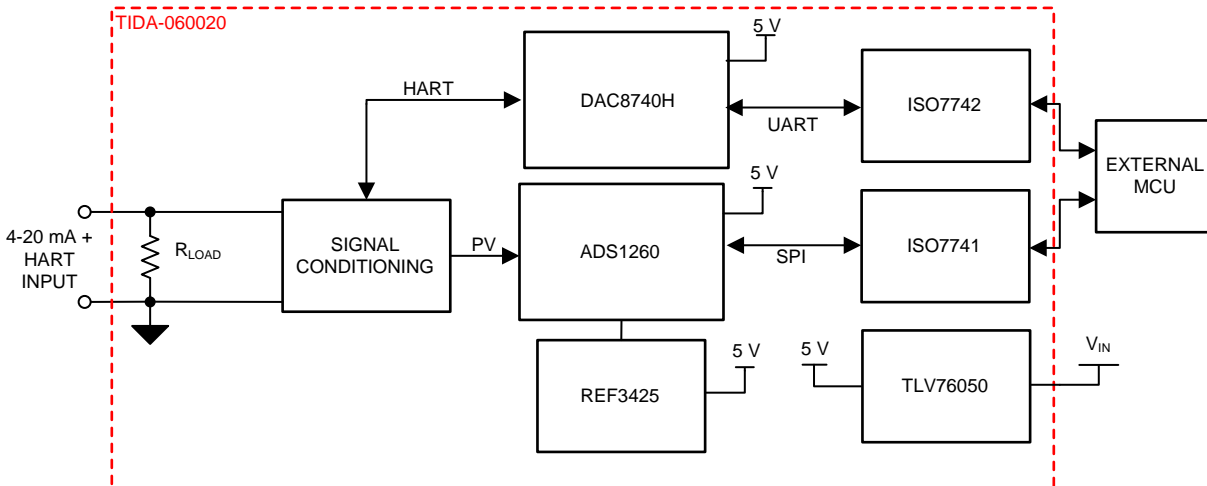 TIDA-060020
5 V
HART
DAC8740H
ISO7742
UART
EXTERNAL
MCU
5 V
4-20 mA +
HART
INPUT
RLOAD
SIGNAL
CONDITIONING
PV
ADS1260
SPI
ISO7741
5 V
5 V
VIN
REF3425
TLV76050